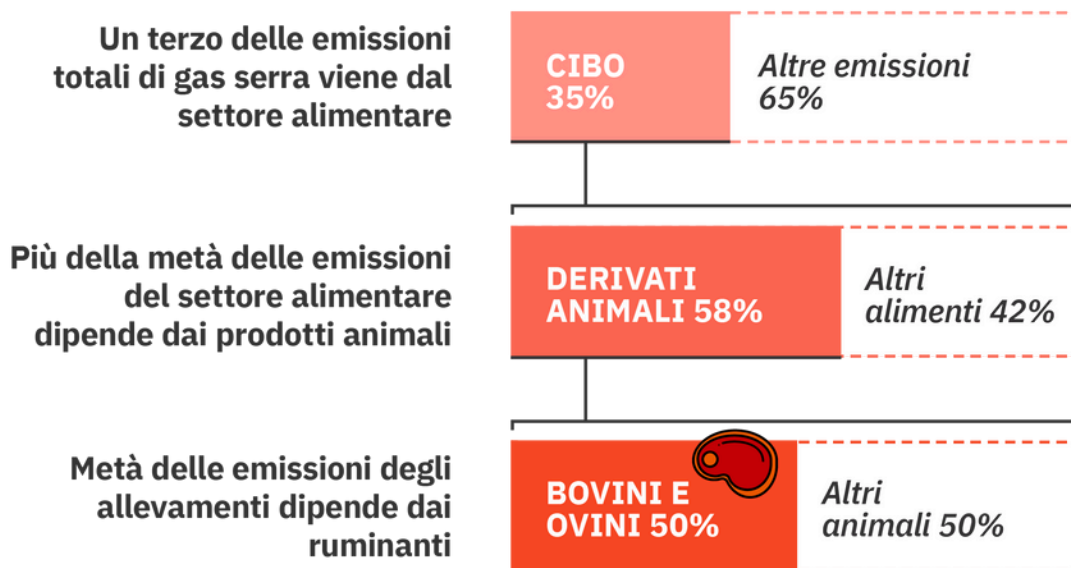 Un terzo delle emissioni
totali di gas serra viene dal
settore alimentare
CIBO
35%
Altre emissioni
65%
Più della metà delle emissioni
del settore alimentare
dipende dai prodotti animali
DERIVATI
ANIMALI 58%
Altri
alimenti 42%
Metà delle emissioni degli
allevamenti dipende dai
ruminanti
BOVINI E
OVINI 50%
Altri
animali 50%